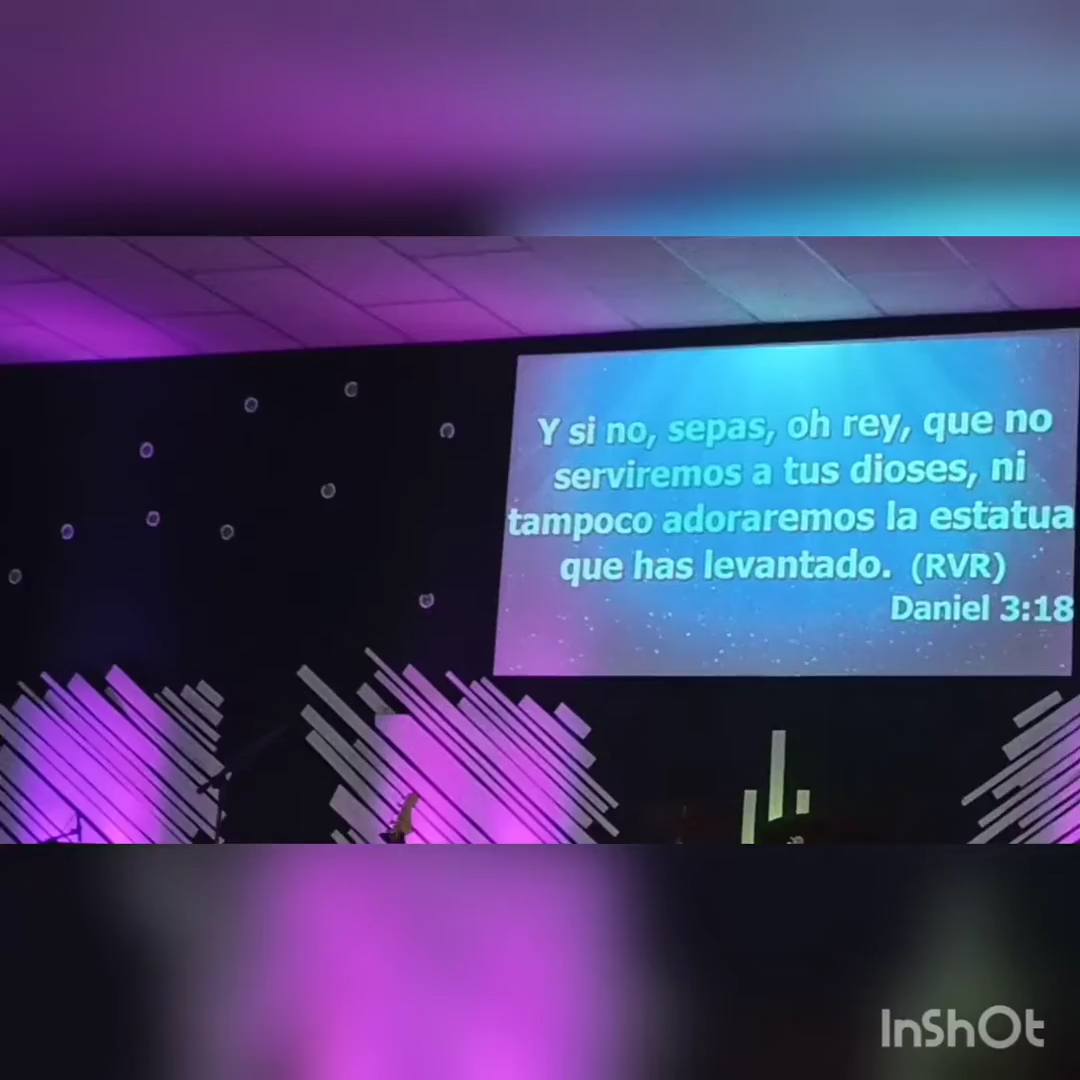 Y si no, sepas, oh rey, que no
serviremos a tus dioses, ni
tampoco adoraremos la estatua
que has levantado. (RVR)
Daniel 3:18
InShOt